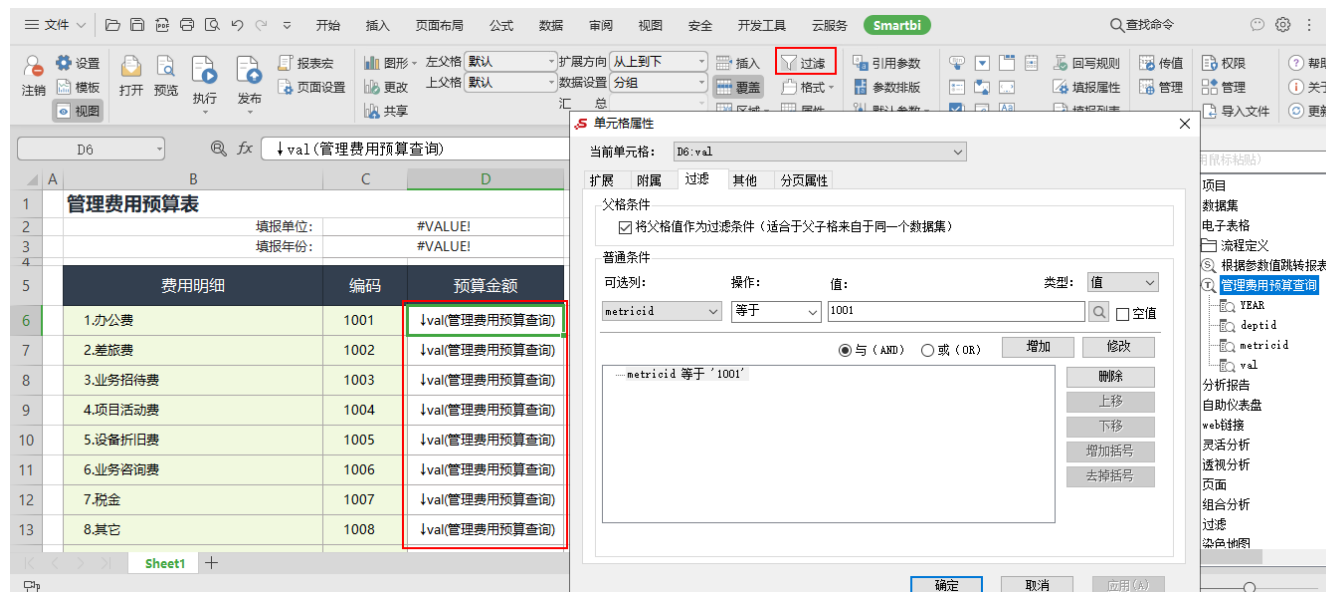 三 文件 开始 插入 页面布局 公式 数据 审阅 视图 安全 开发工具 云服务 Smartbi 查找命令
注销 设置 模板 视图 打开 预览 执行 发布 报表宏 页面设置 图形 更改 共享
左父格 默认 扩展方向 从上到下 插入 过滤 引用参数 回写规则 传值 权限 帮助
上父格 默认 数据设置 分组 覆盖 格式 参数排版 填报属性 管理 管理
汇 总 导入文件
D6 fx ↓val(管理费用预算查询)
A B C D
1 管理费用预算表
2 填报单位: #VALUE!
3 填报年份: #VALUE!
4
5 费用明细 编码 预算金额
6 1.办公费 1001 ↓val(管理费用预算查询)
7 2.差旅费 1002 ↓val(管理费用预算查询)
8 3.业务招待费 1003 ↓val(管理费用预算查询)
9 4.项目活动费 1004 ↓val(管理费用预算查询)
10 5.设备折旧费 1005 ↓val(管理费用预算查询)
11 6.业务咨询费 1006 ↓val(管理费用预算查询)
12 7.税金 1007 ↓val(管理费用预算查询)
13 8.其它 1008 ↓val(管理费用预算查询)
Sheet1
单元格属性
当前单元格: D6:val
扩展 附属 过滤 其他 分页属性
父格条件
将父格值作为过滤条件（适合于父子格来自于同一个数据集）
普通条件
可选列: 操作: 值: 类型: 值
metricid 等于 1001 空值
与（AND） 或（OR） 增加 修改
metricid 等于 '1001'
删除
上移
下移
增加括号
去掉括号
确定 取消 应用(A)
项目
数据集
电子表格
流程定义
根据参数值跳转报表
管理费用预算查询
YEAR
deptid
metricid
val
分析报告
自助仪表盘
web链接
灵活分析
透视分析
页面
组合分析
过滤
染色地图